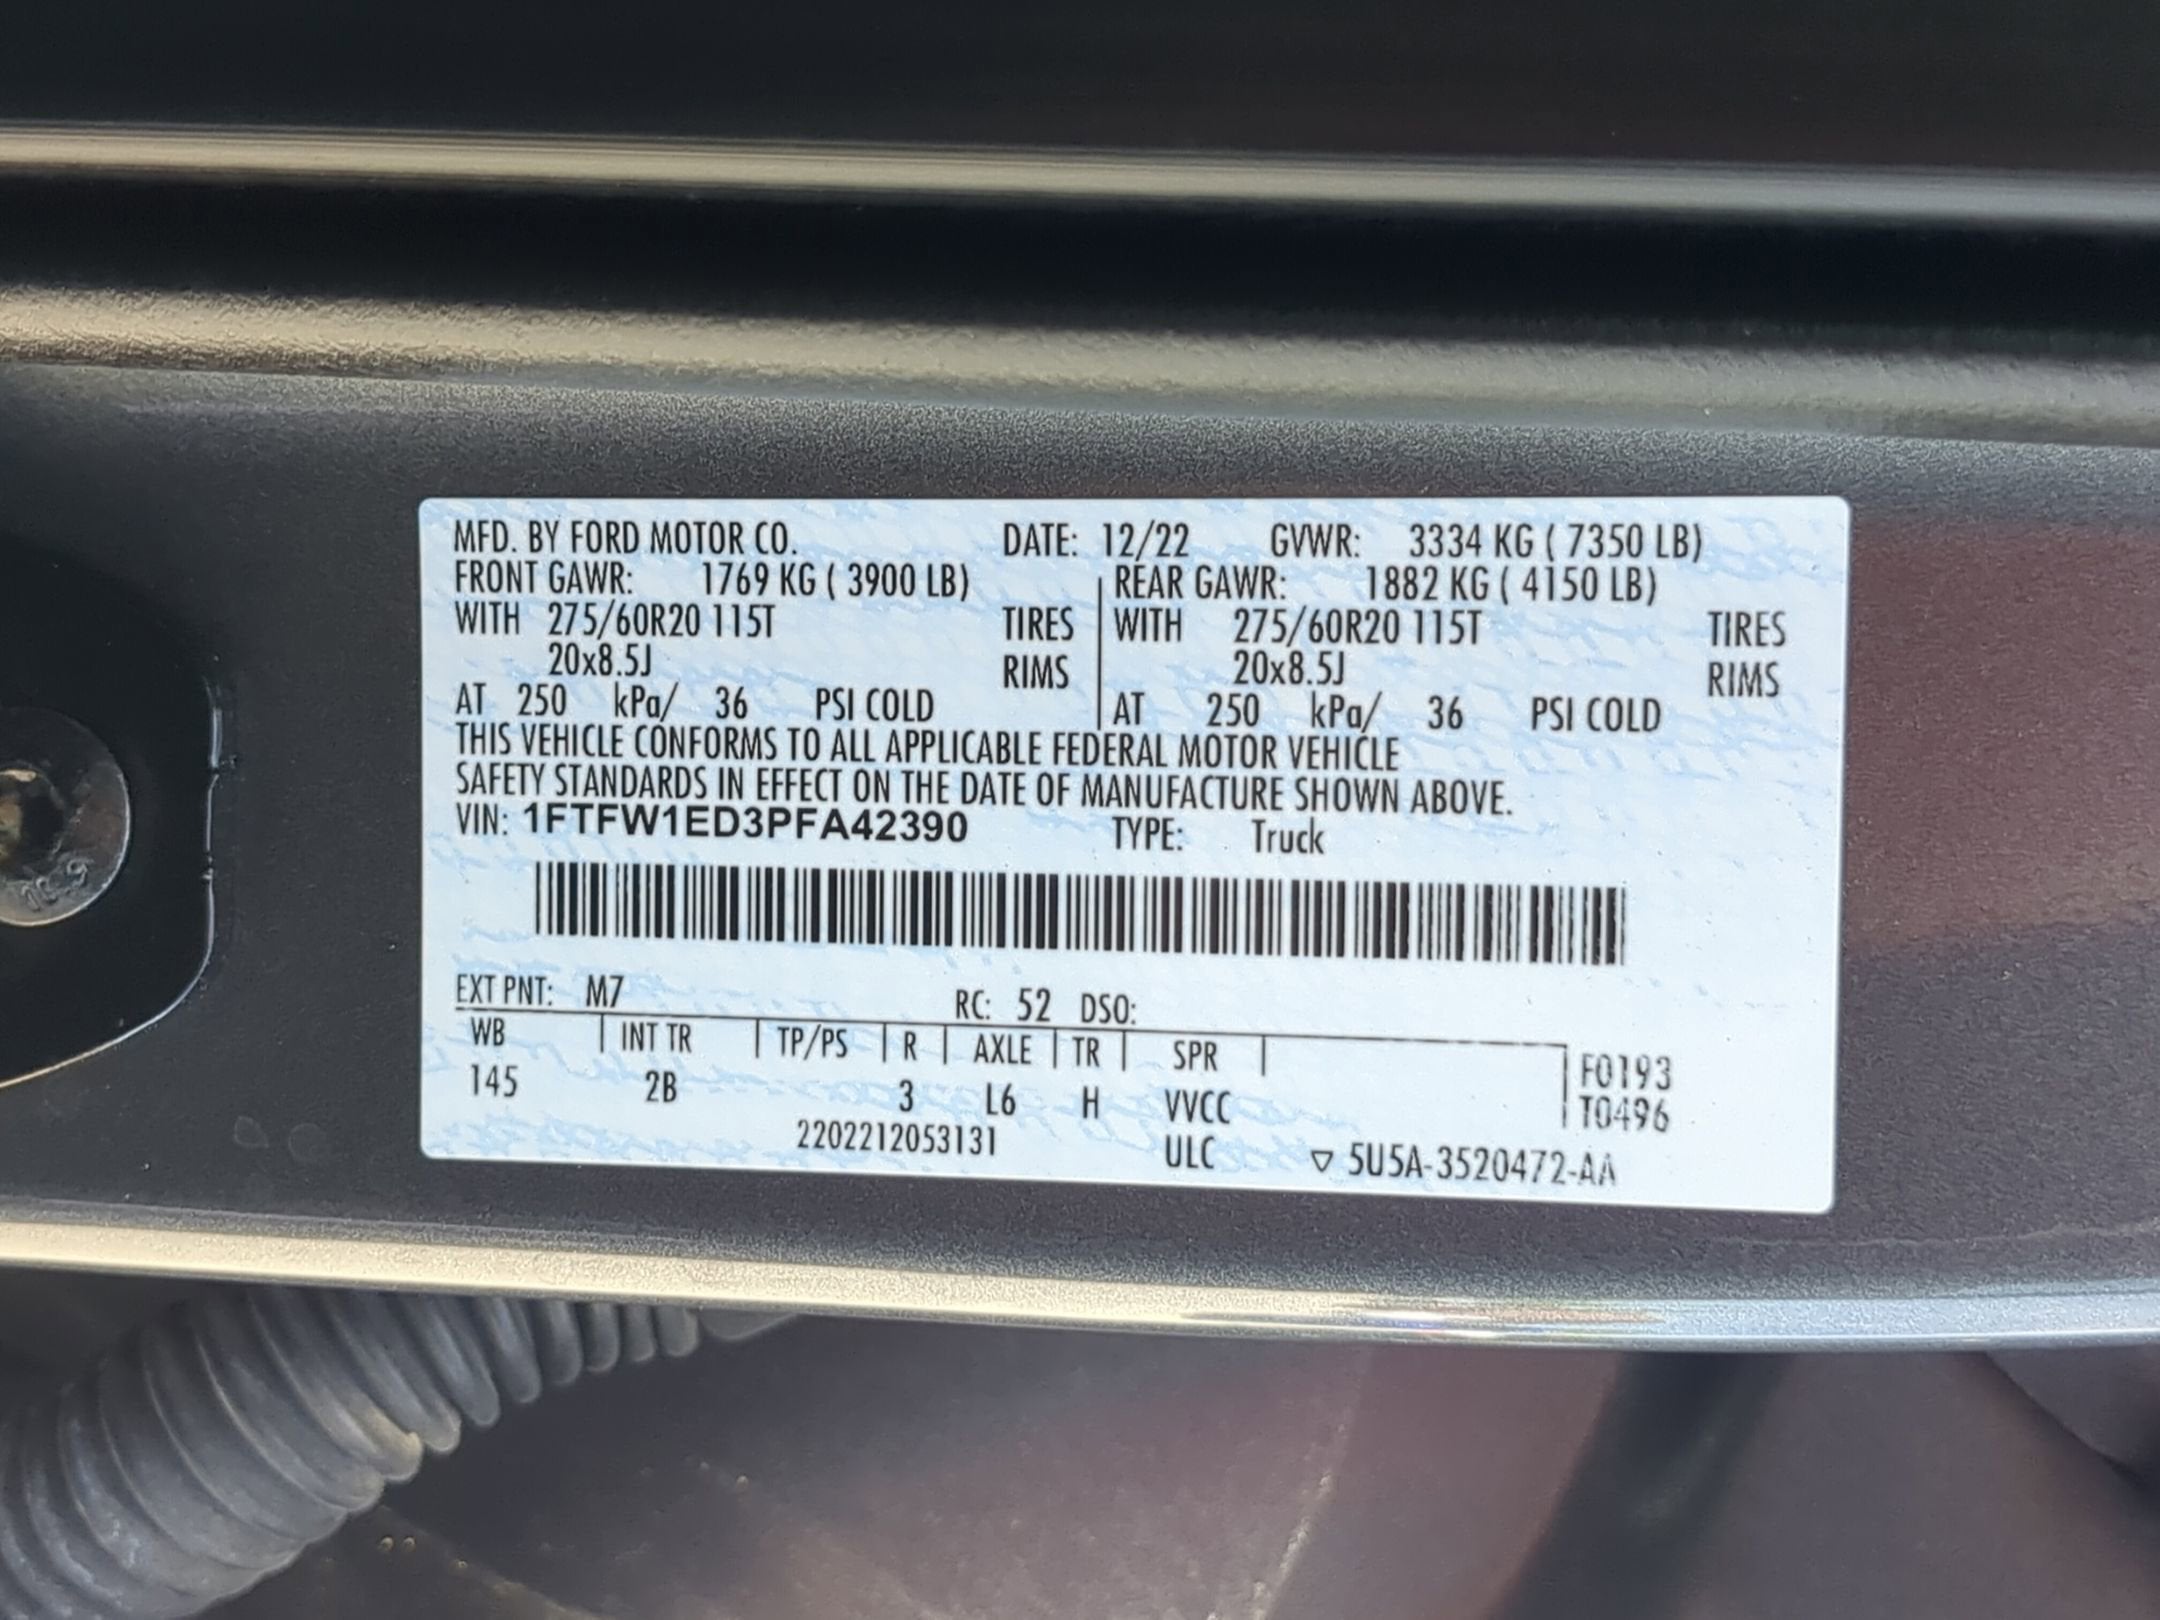 MFD. BY FORD MOTOR CO. DATE: 12/22 GVWR: 3334 KG ( 7350 LB)
FRONT GAWR: 1769 KG ( 3900 LB) REAR GAWR: 1882 KG ( 4150 LB)
WITH 275/60R20 115T TIRES WITH 275/60R20 115T TIRES
20x8.5J RIMS 20x8.5J RIMS
AT 250 kPa/ 36 PSI COLD AT 250 kPa/ 36 PSI COLD
THIS VEHICLE CONFORMS TO ALL APPLICABLE FEDERAL MOTOR VEHICLE
SAFETY STANDARDS IN EFFECT ON THE DATE OF MANUFACTURE SHOWN ABOVE.
VIN: 1FTFW1ED3PFA42390 TYPE: Truck
EXT PNT: M7 RC: 52 DSO:
WB INT TR TP/PS R AXLE TR SPR F0193
145 2B 3 L6 H VVCC T0496
2202212053131 ULC ▽ 5U5A-3520472-AA